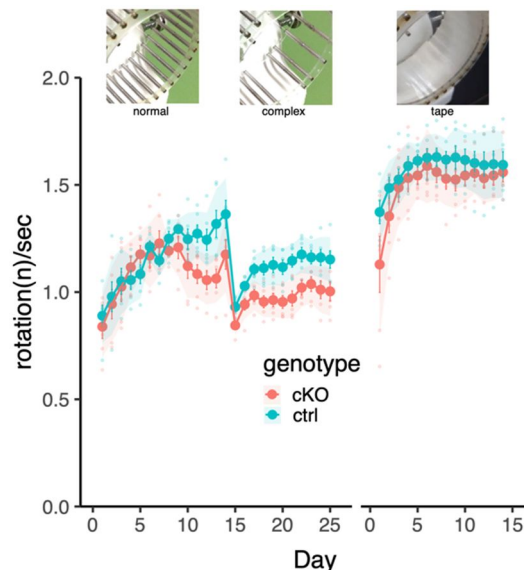 normal complex tape
2.0
1.5
1.0
0.5
0.0
rotation(n)/sec
genotype
cKO
ctrl
0 5 10 15 20 25 0 5 10 15
Day